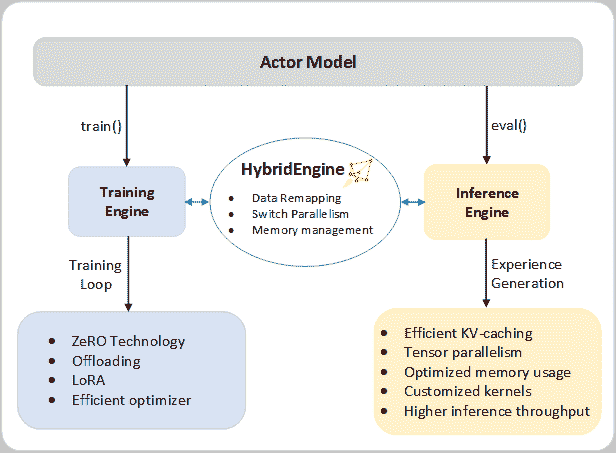 Actor Model
train()
eval()
HybridEngine
• Data Remapping
• Switch Parallelism
• Memory management
Training
Engine
Inference
Engine
Training
Loop
Experience
Generation
• ZeRO Technology
• Offloading
• LoRA
• Efficient optimizer
• Efficient KV-caching
• Tensor parallelism
• Optimized memory usage
• Customized kernels
• Higher inference throughput